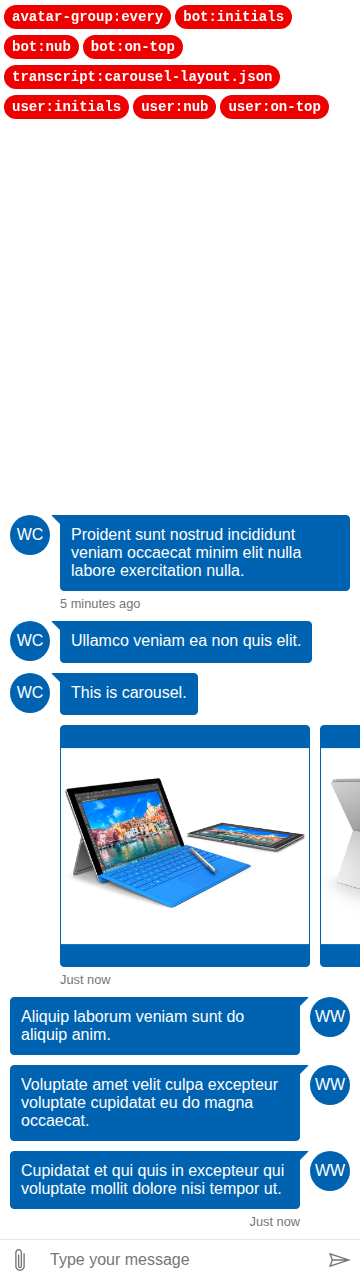 avatar-group:every bot:initials
bot:nub bot:on-top
transcript:carousel-layout.json
user:initials user:nub user:on-top
WC
Proident sunt nostrud incididunt
veniam occaecat minim elit nulla
labore exercitation nulla.
5 minutes ago
WC
Ullamco veniam ea non quis elit.
WC
This is carousel.
Just now
Aliquip laborum veniam sunt do
aliquip anim.
WW
Voluptate amet velit culpa excepteur
voluptate cupidatat eu do magna
occaecat.
WW
Cupidatat et qui quis in excepteur qui
voluptate mollit dolore nisi tempor ut.
WW
Just now
Type your message